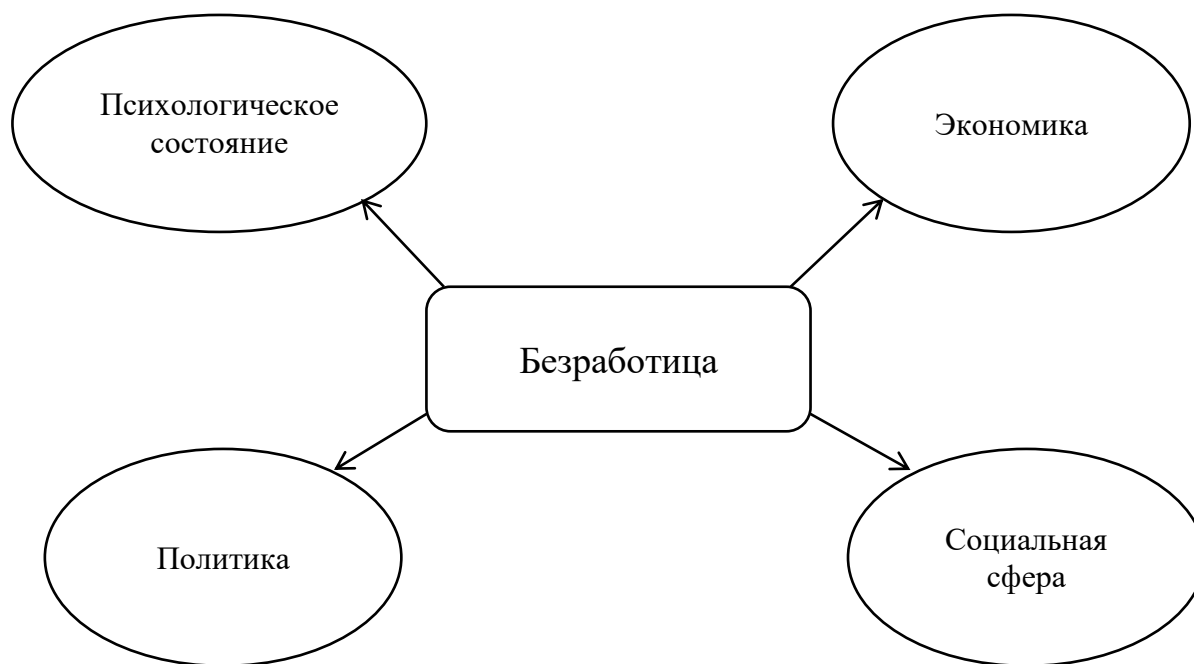 Психологическое
состояние
Экономика
Безработица
Политика
Социальная
сфера